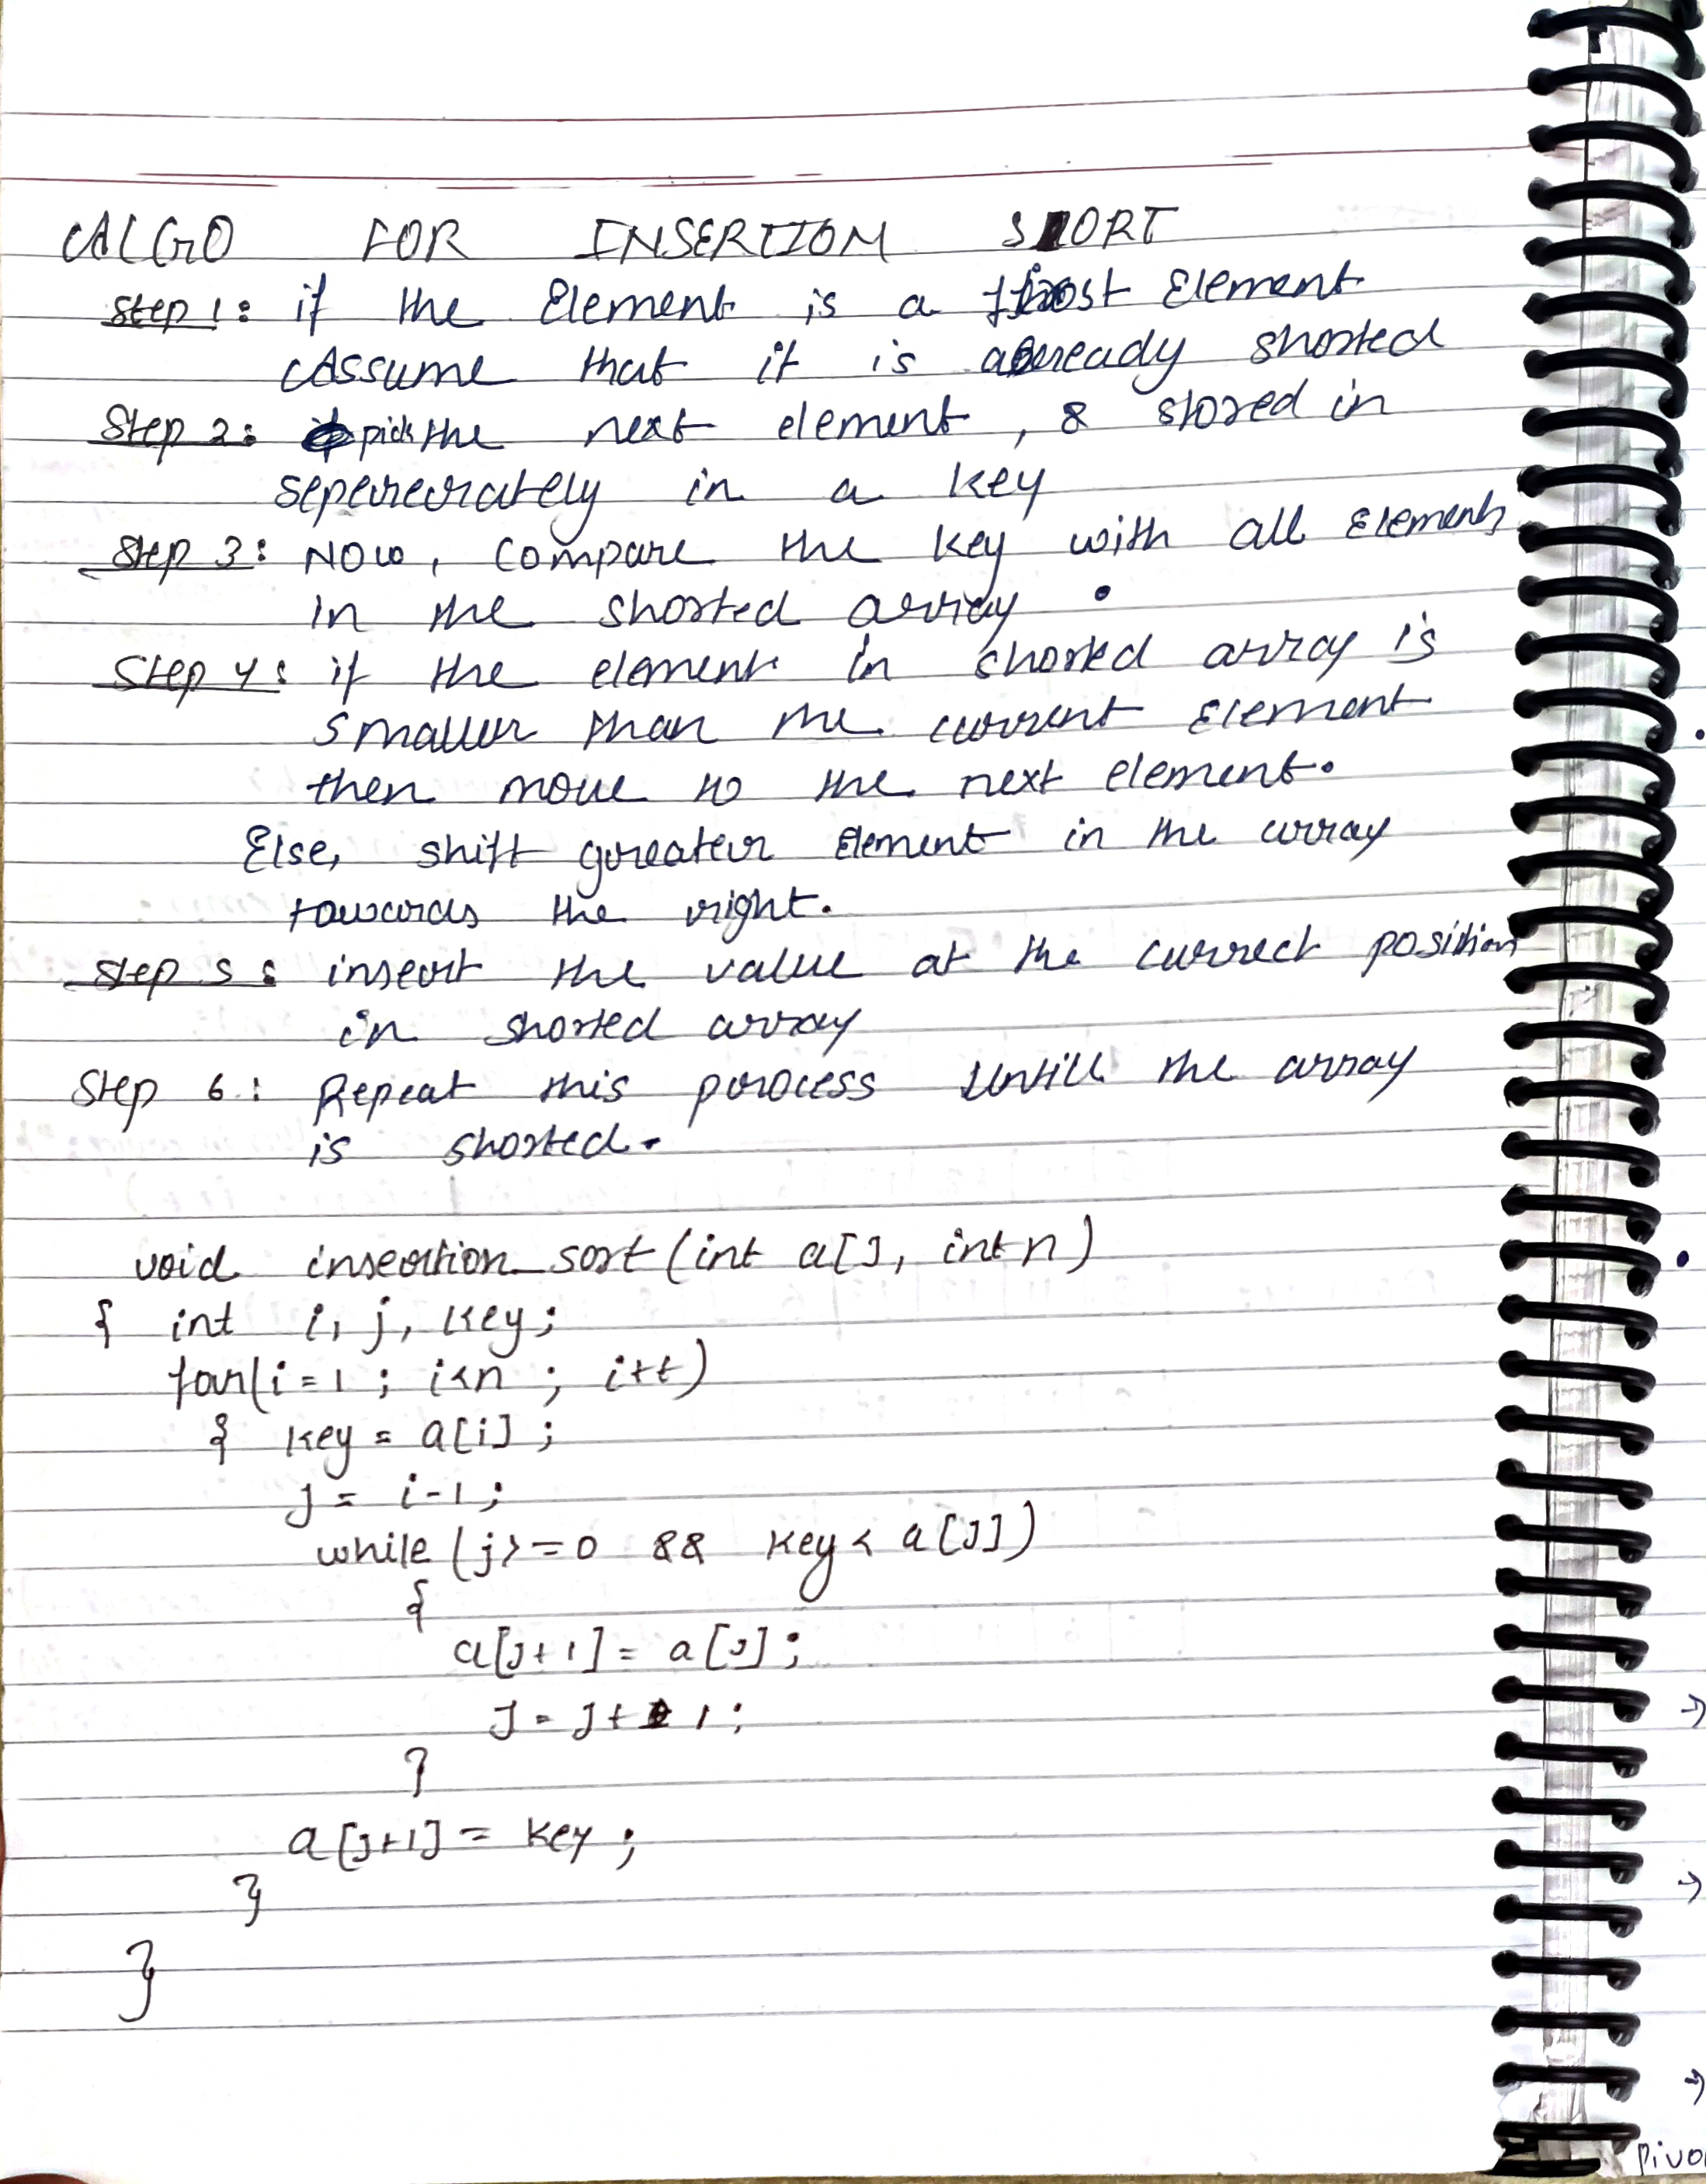 ALGO FOR INSERTION SORT
Step 1: if the Element is a first Element
Assume that it is already shorted
Step 2: pick the next element, & stored in
seperearately in a key
Step 3: NOW, Compare the key with all Elements
in the shorted array.
Step 4: if the element in shorted array is
smaller than the current Element
then move to the next element.
Else, shift greater Element in the array
towards the right.
Step 5: insert the value at the currect position
in shorted array
Step 6: Repeat this process Untill the array
is shorted.
void insertion_sort(int a[], int n)
{ int i, j, key;
for(i=1; i<n; i++)
{ key = a[i];
j = i-1;
while (j>=0 && key < a[j])
{
a[j+1] = a[j];
J = J+1;
}
a[j+1] = key;
}
}
Pivo